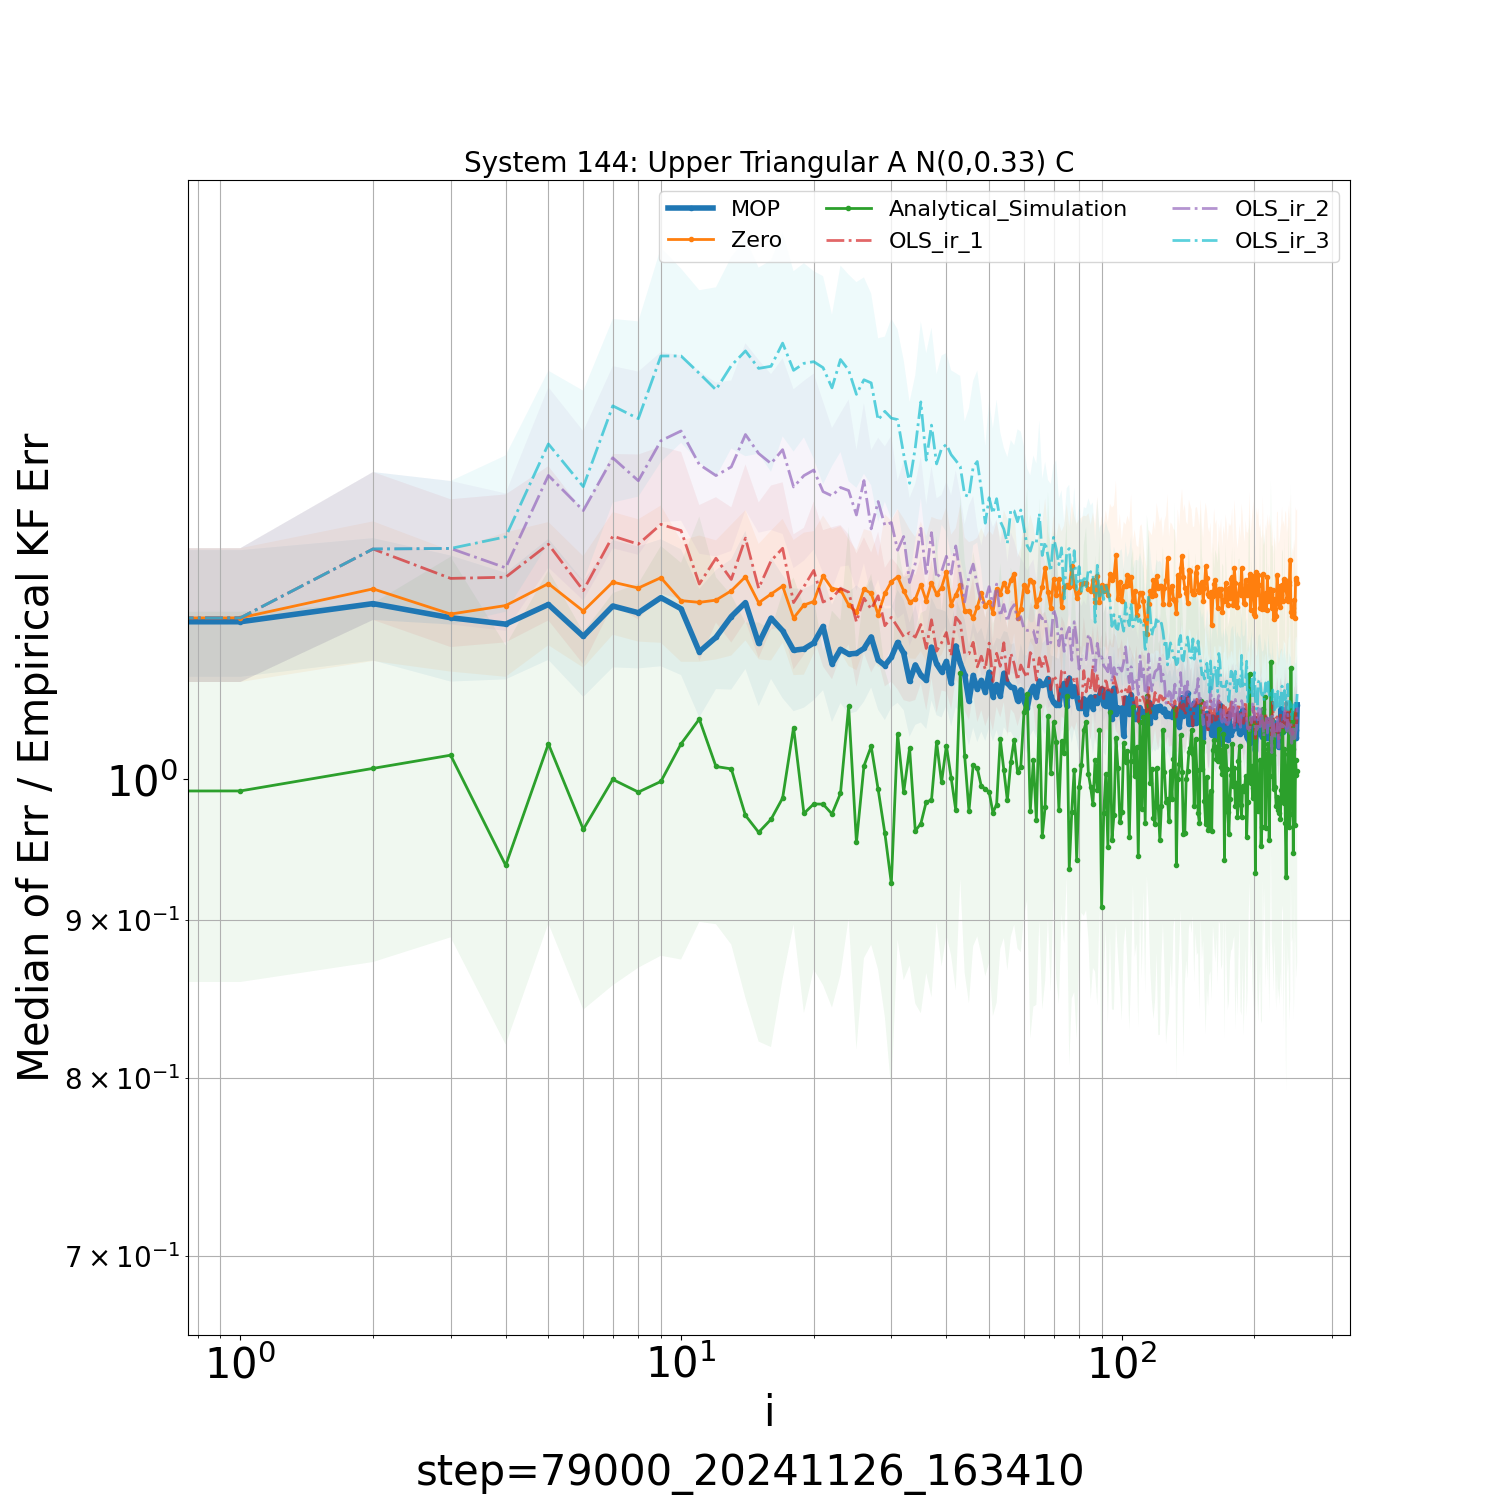 System 144: Upper Triangular A N(0,0.33) C
MOP
Zero
Analytical_Simulation
OLS_ir_1
OLS_ir_2
OLS_ir_3
Median of Err / Empirical KF Err
10⁰
9 × 10⁻¹
8 × 10⁻¹
7 × 10⁻¹
10⁰ 10¹ 10²
i
step=79000_20241126_163410